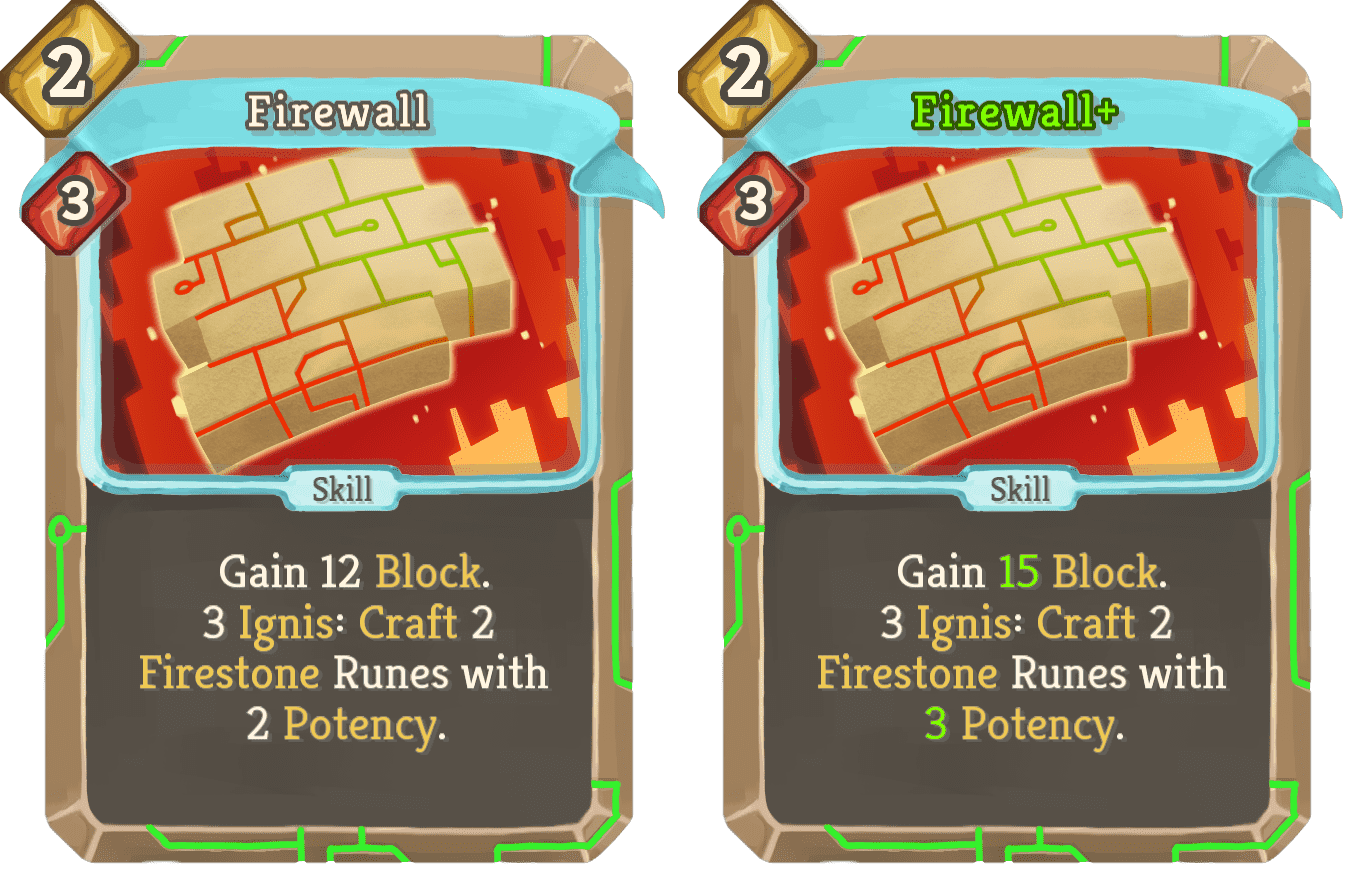 2
Firewall
3
Skill
Gain 12 Block.
3 Ignis: Craft 2
Firestone Runes with
2 Potency.
2
Firewall+
3
Skill
Gain 15 Block.
3 Ignis: Craft 2
Firestone Runes with
3 Potency.